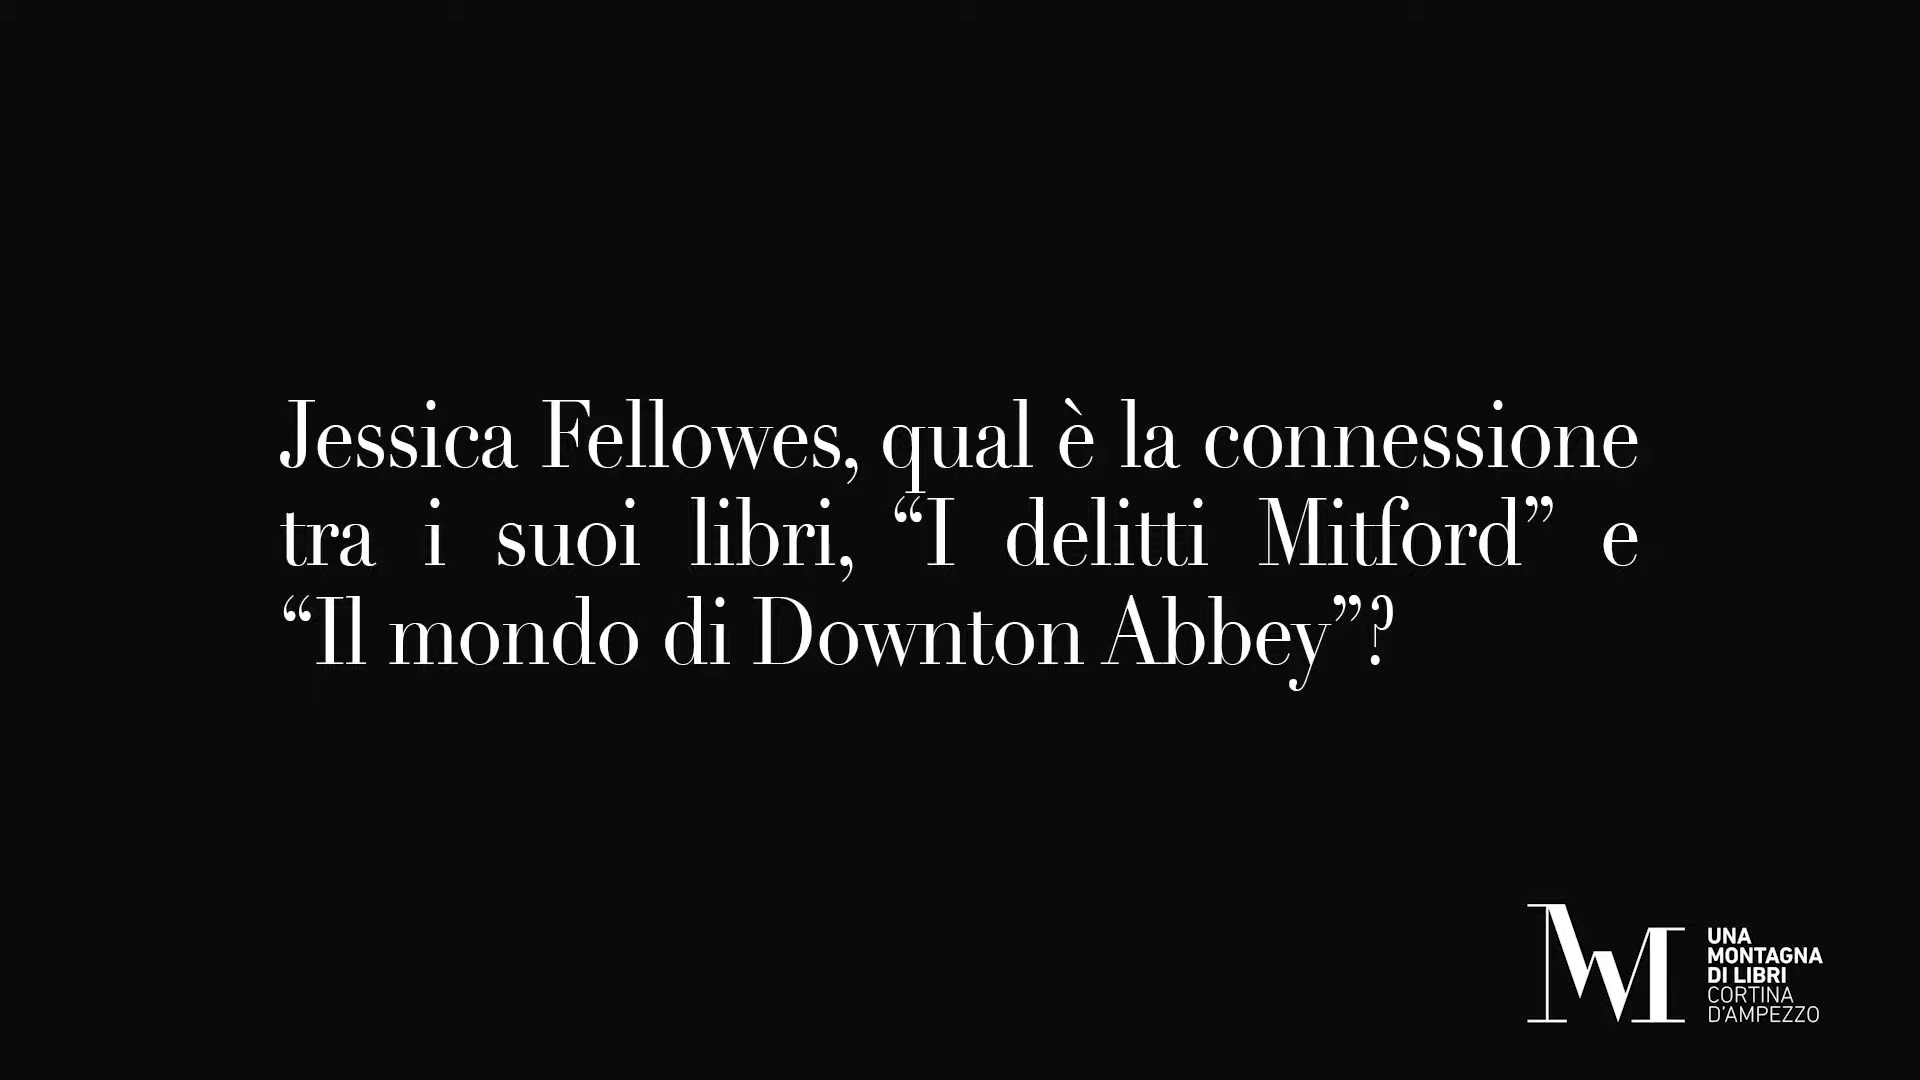 Jessica Fellowes, qual è la connessione
tra i suoi libri, “I delitti Mitford” e
“Il mondo di Downton Abbey”?
M
UNA
MONTAGNA
DI LIBRI
CORTINA
D'AMPEZZO